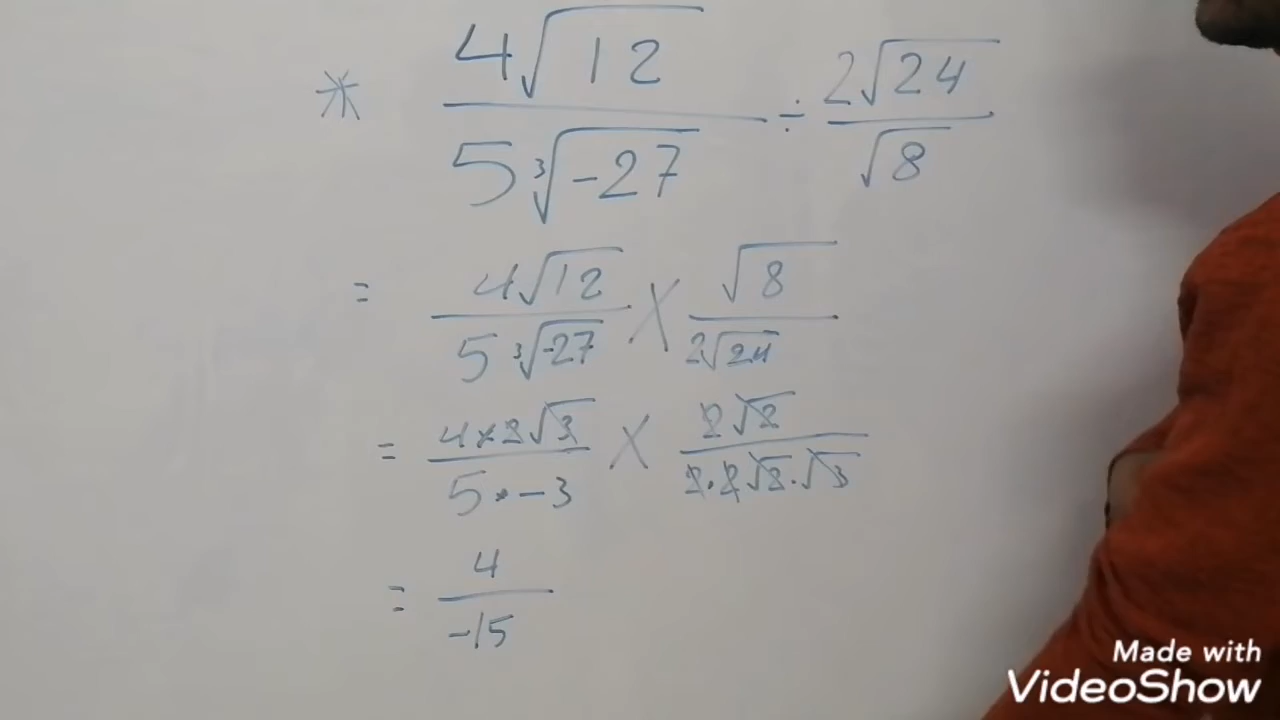 * 4√12 / 5∛-27 ÷ 2√24 / √8
= 4√12 / 5∛-27 × √8 / 2√24
= 4×2√3 / 5·-3 × 2√2 / 2·2√2·√3
= 4 / -15
Made with
VideoShow